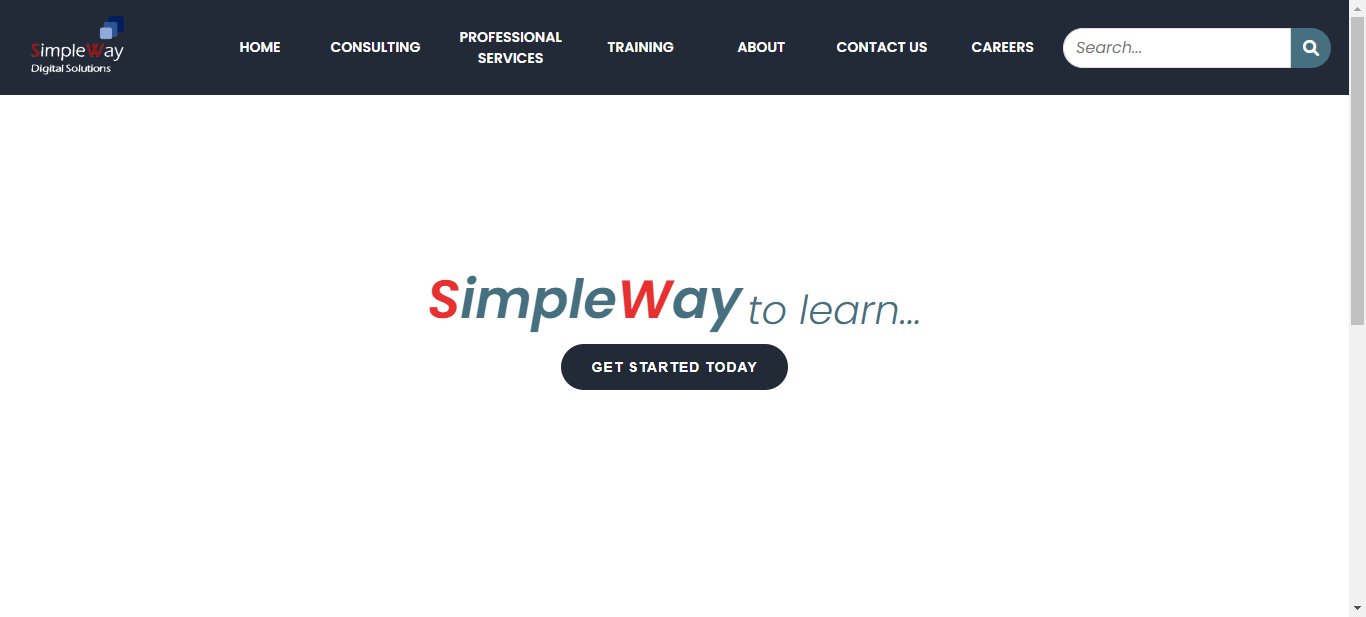 SimpleWay
Digital Solutions
HOME
CONSULTING
PROFESSIONAL
SERVICES
TRAINING
ABOUT
CONTACT US
CAREERS
Search...
SimpleWay to learn...
GET STARTED TODAY